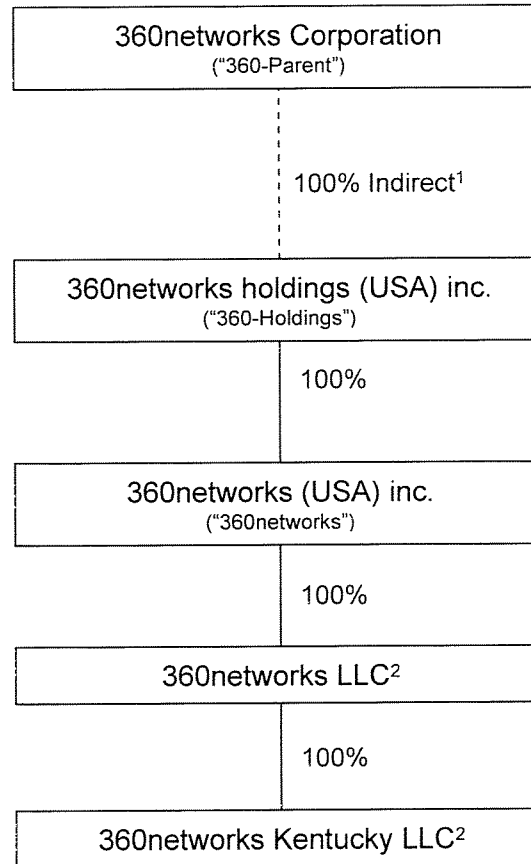 360networks Corporation
(“360-Parent”)
100% Indirect¹
360networks holdings (USA) inc.
(“360-Holdings”)
100%
360networks (USA) inc.
(“360networks”)
100%
360networks LLC²
100%
360networks Kentucky LLC²